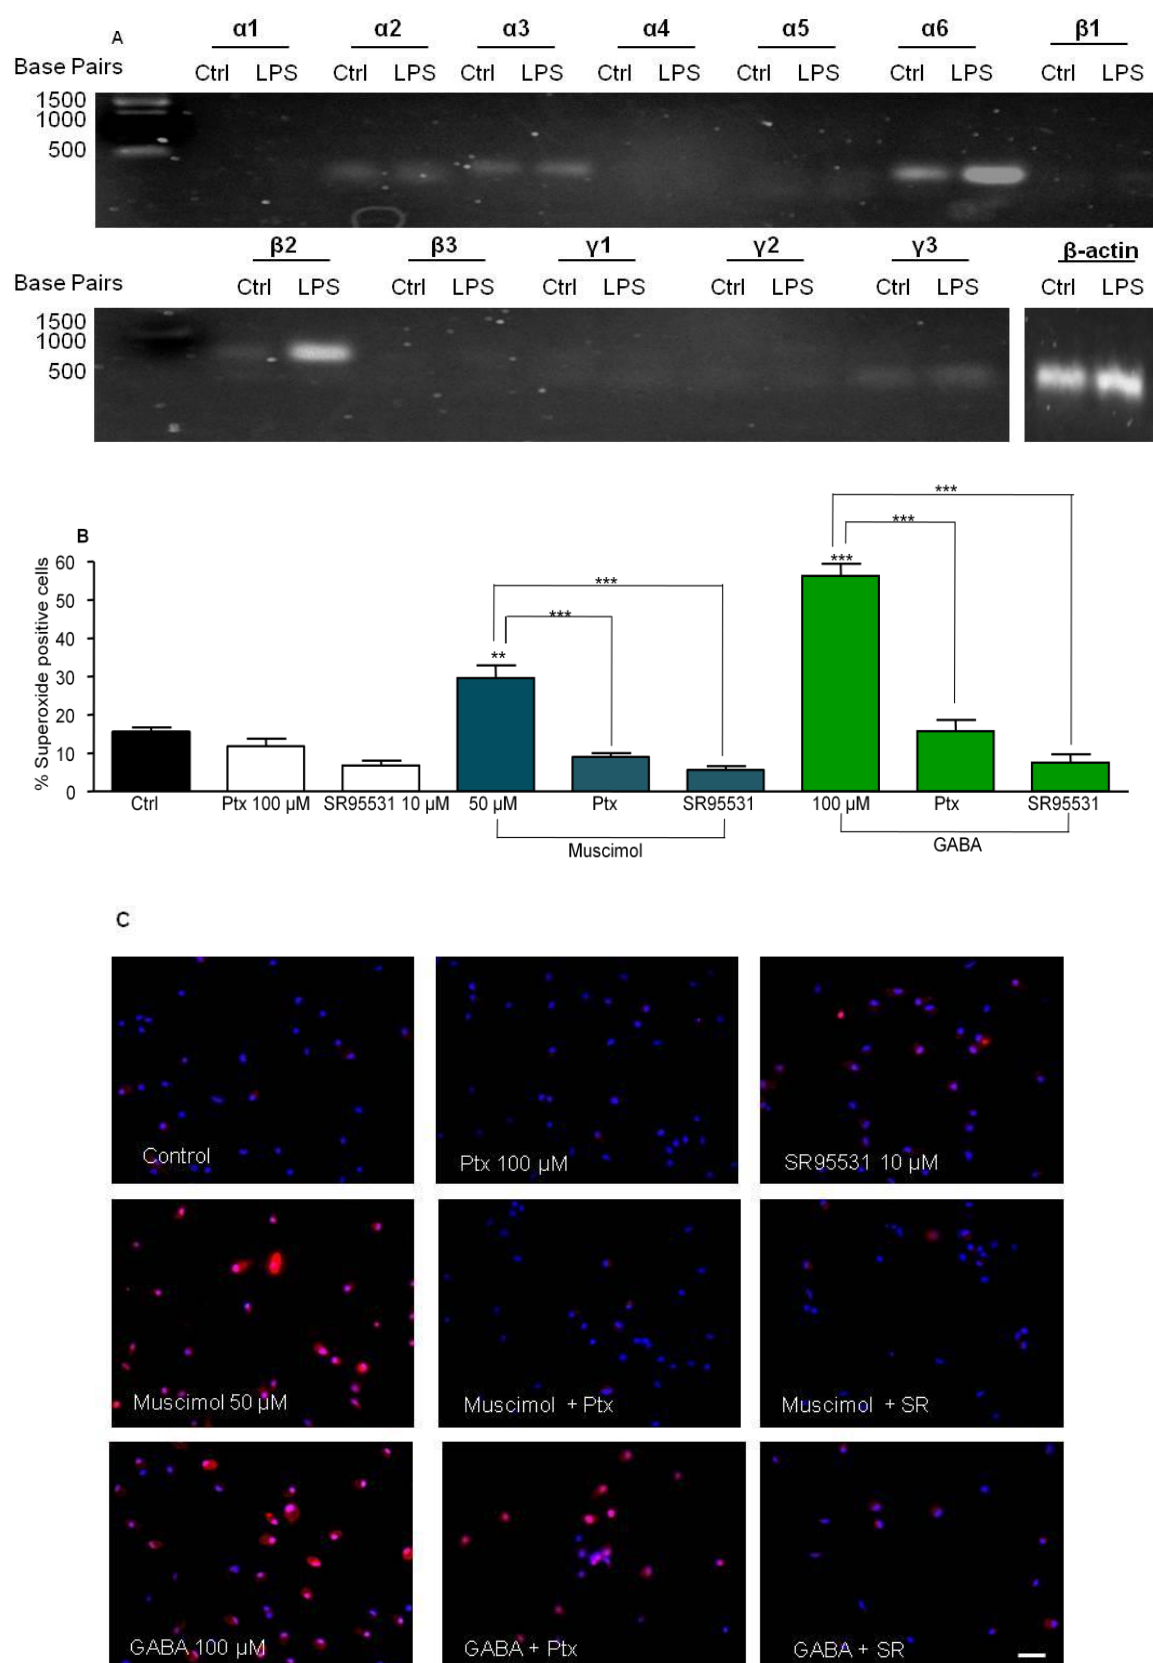 A
α1 α2 α3 α4 α5 α6 β1
Base Pairs Ctrl LPS Ctrl LPS Ctrl LPS Ctrl LPS Ctrl LPS Ctrl LPS Ctrl LPS
1500
1000
500
β2 β3 γ1 γ2 γ3 β-actin
Base Pairs Ctrl LPS Ctrl LPS Ctrl LPS Ctrl LPS Ctrl LPS Ctrl LPS
1500
1000
500
B
% Superoxide positive cells
60
50
40
30
20
10
0
***
***
***
***
***
**
Ctrl Ptx 100 μM SR95531 10 μM 50 μM Ptx SR95531 100 μM Ptx SR95531
Muscimol GABA
C
Control Ptx 100 μM SR95531 10 μM
Muscimol 50 μM Muscimol + Ptx Muscimol + SR
GABA 100 μM GABA + Ptx GABA + SR